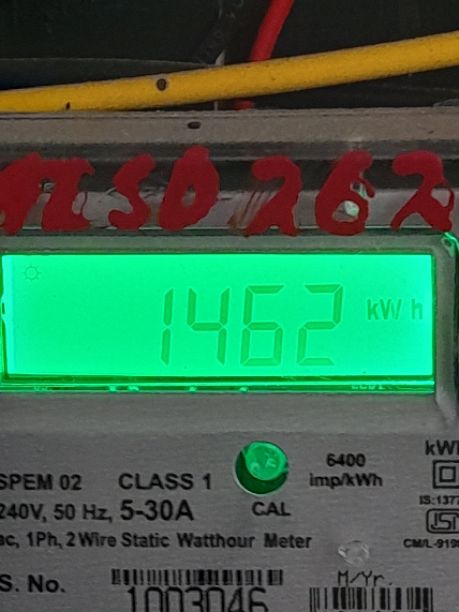 SD 262
1462 kWh
SPEM 02 CLASS 1 6400 imp/kWh
240V, 50 Hz, 5-30A CAL
ac, 1Ph, 2 Wire Static Watthour Meter
M/Yr.
S. No. 1003046